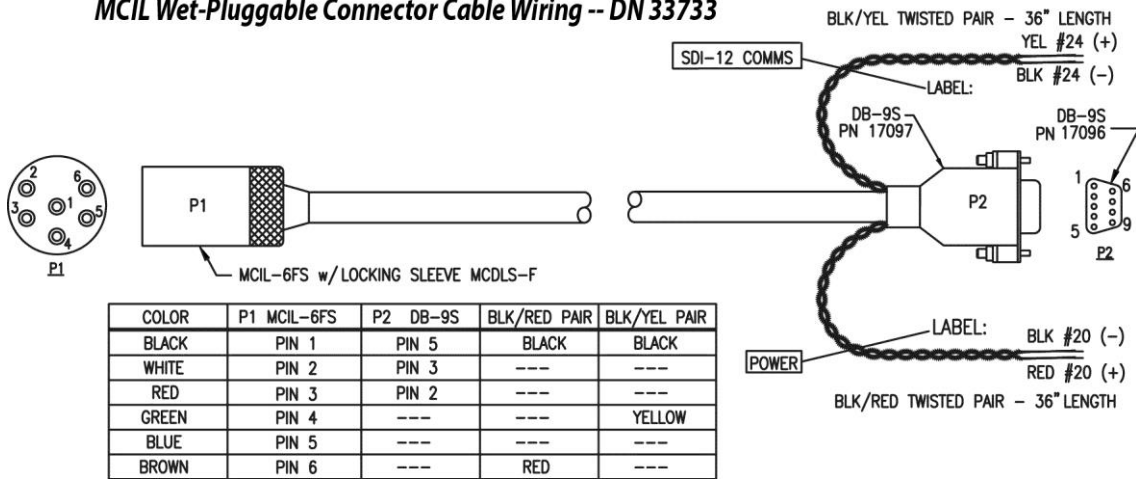 MCIL Wet-Pluggable Connector Cable Wiring -- DN 33733
BLK/YEL TWISTED PAIR - 36" LENGTH
YEL #24 (+)
BLK #24 (-)
SDI-12 COMMS
LABEL:
DB-9S
PN 17097
DB-9S
PN 17096
2
6
1
3
5
4
P1
P1
P2
1
6
5
9
P2
MCIL-6FS w/LOCKING SLEEVE MCDLS-F
LABEL:
POWER
BLK #20 (-)
RED #20 (+)
BLK/RED TWISTED PAIR - 36" LENGTH
COLOR P1 MCIL-6FS P2 DB-9S BLK/RED PAIR BLK/YEL PAIR
BLACK PIN 1 PIN 5 BLACK BLACK
WHITE PIN 2 PIN 3 --- ---
RED PIN 3 PIN 2 --- ---
GREEN PIN 4 --- --- YELLOW
BLUE PIN 5 --- --- ---
BROWN PIN 6 --- RED ---